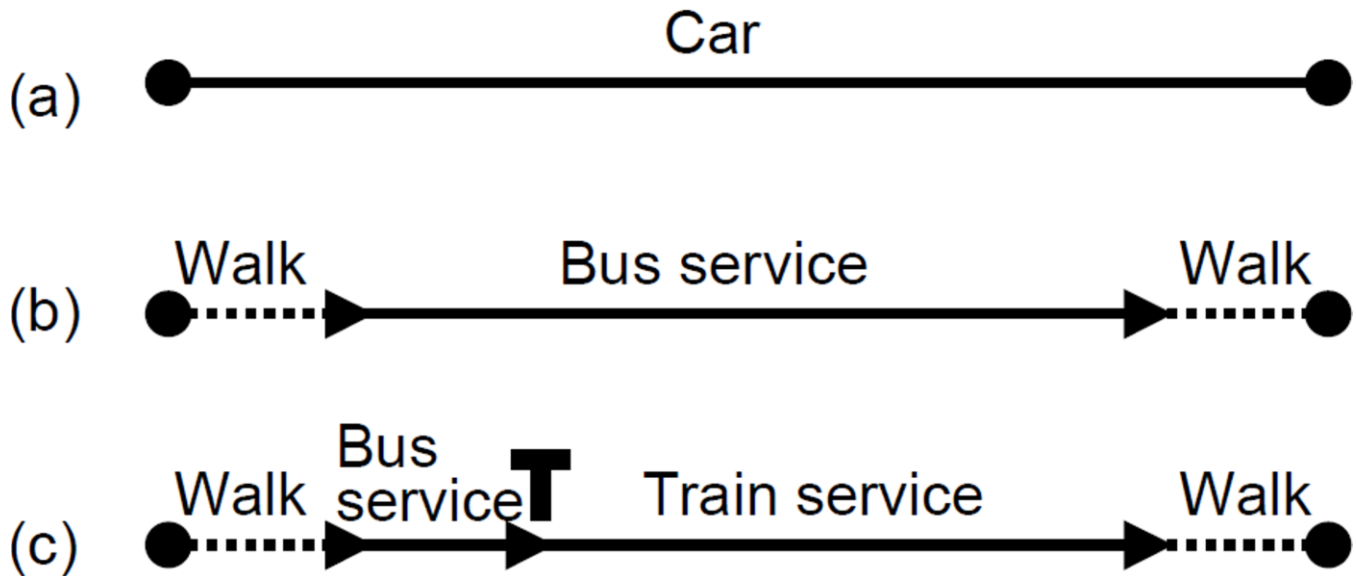 Car
(a)
Walk Bus service Walk
(b)
Bus
service T
Walk Train service Walk
(c)